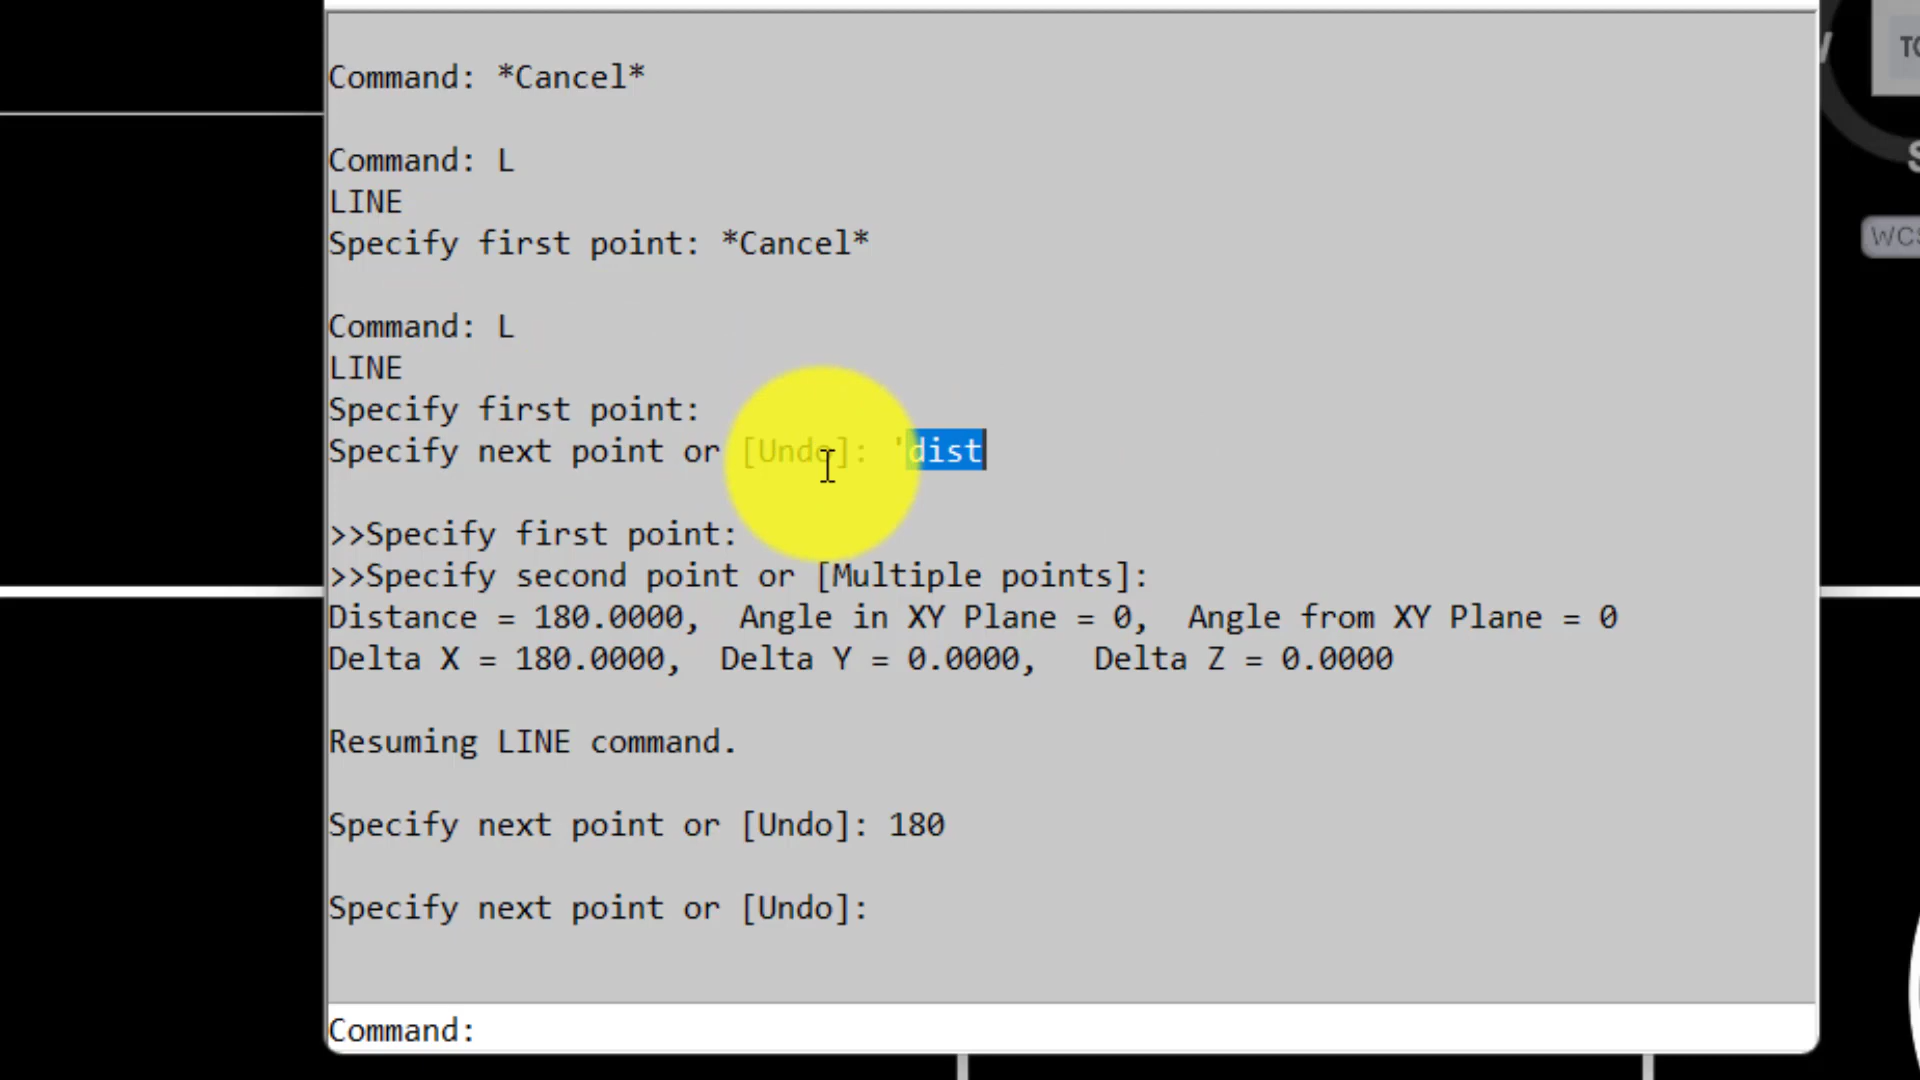 Command: *Cancel*
Command: L
LINE
Specify first point: *Cancel*
Command: L
LINE
Specify first point:
Specify next point or [Undo]: 'dist
>>Specify first point:
>>Specify second point or [Multiple points]:
Distance = 180.0000,  Angle in XY Plane = 0,  Angle from XY Plane = 0
Delta X = 180.0000,  Delta Y = 0.0000,   Delta Z = 0.0000
Resuming LINE command.
Specify next point or [Undo]: 180
Specify next point or [Undo]:
Command:
WCS